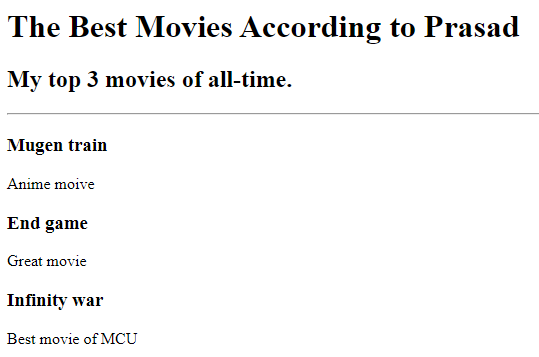 The Best Movies According to Prasad
My top 3 movies of all-time.
Mugen train
Anime moive
End game
Great movie
Infinity war
Best movie of MCU